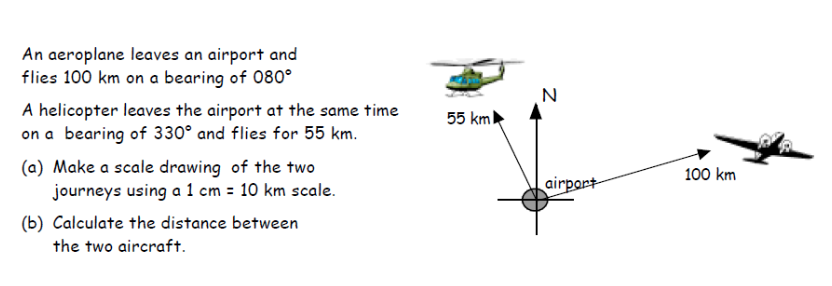 An aeroplane leaves an airport and
flies 100 km on a bearing of 080°
A helicopter leaves the airport at the same time
on a bearing of 330° and flies for 55 km.
(a) Make a scale drawing of the two
journeys using a 1 cm = 10 km scale.
(b) Calculate the distance between
the two aircraft.
N
55 km
airport
100 km